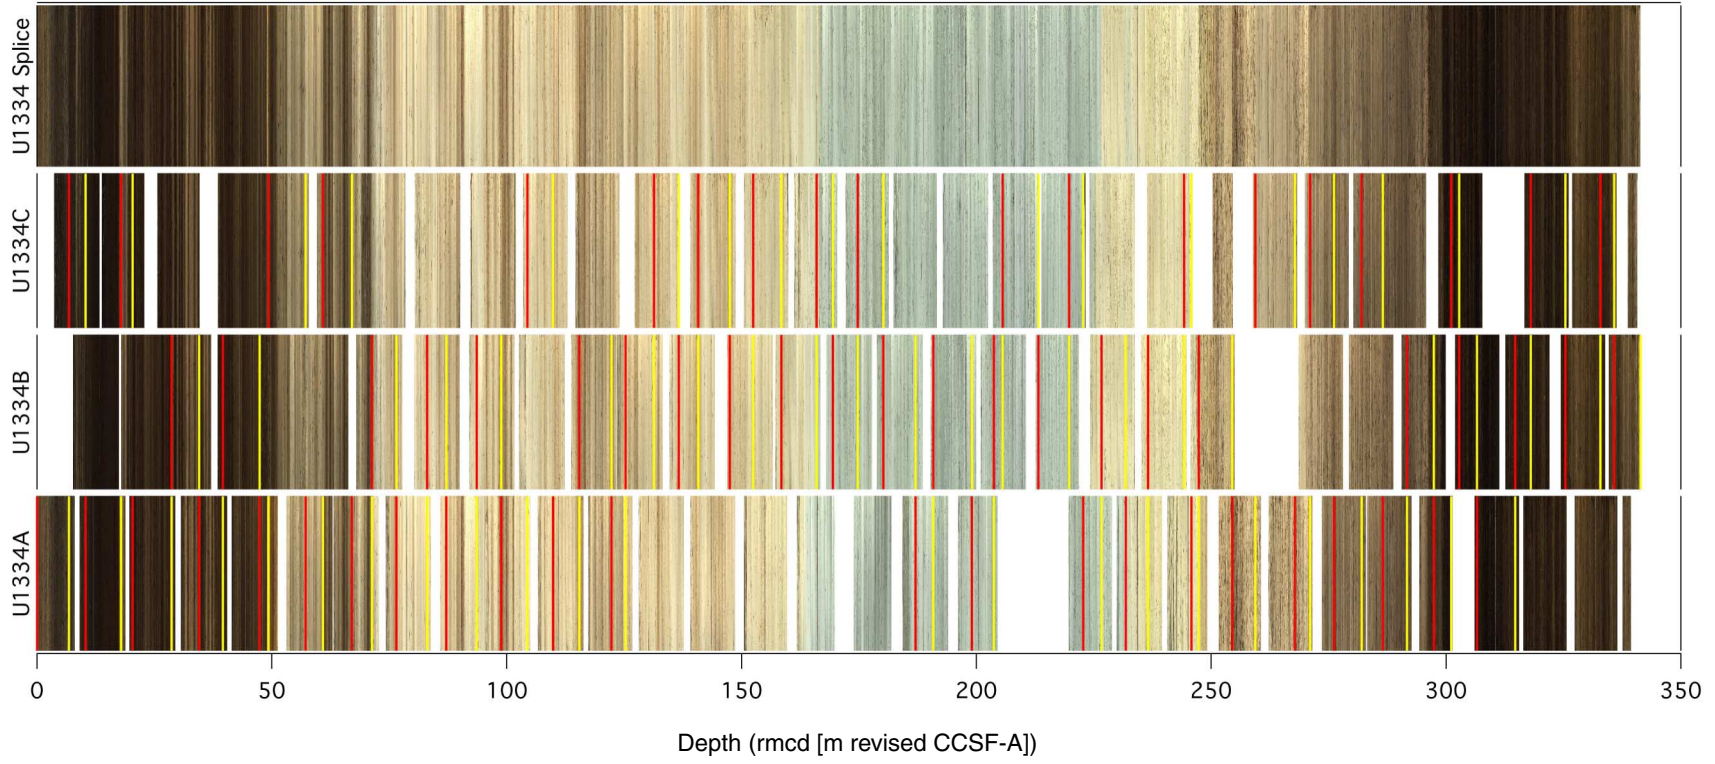 U1334 Splice
U1334C
U1334B
U1334A
0 50 100 150 200 250 300 350
Depth (rmcd [m revised CCSF-A])